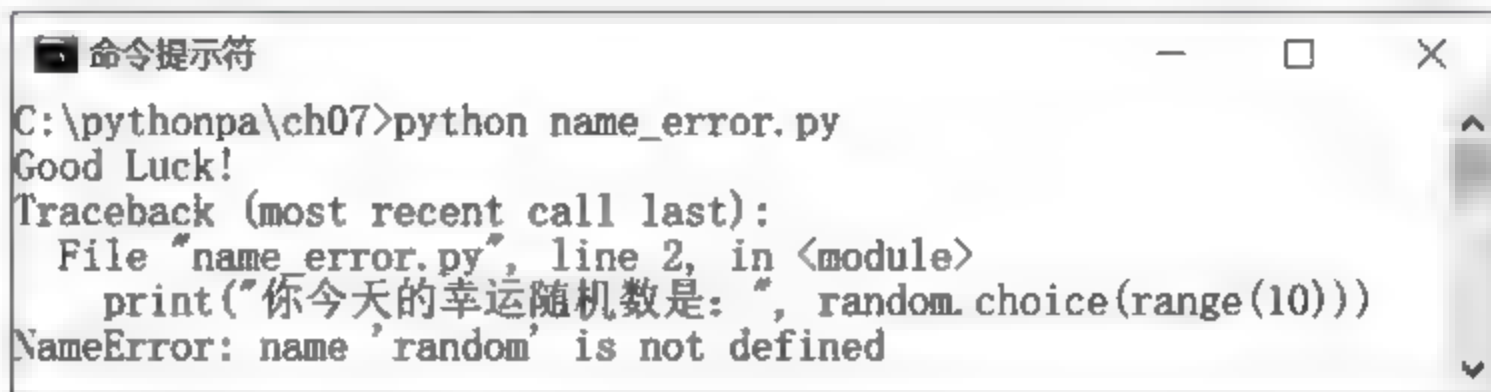 命令提示符
C:\pythonpa\ch07>python name_error.py
Good Luck!
Traceback (most recent call last):
  File "name_error.py", line 2, in <module>
    print("你今天的幸运随机数是: ", random.choice(range(10)))
NameError: name 'random' is not defined